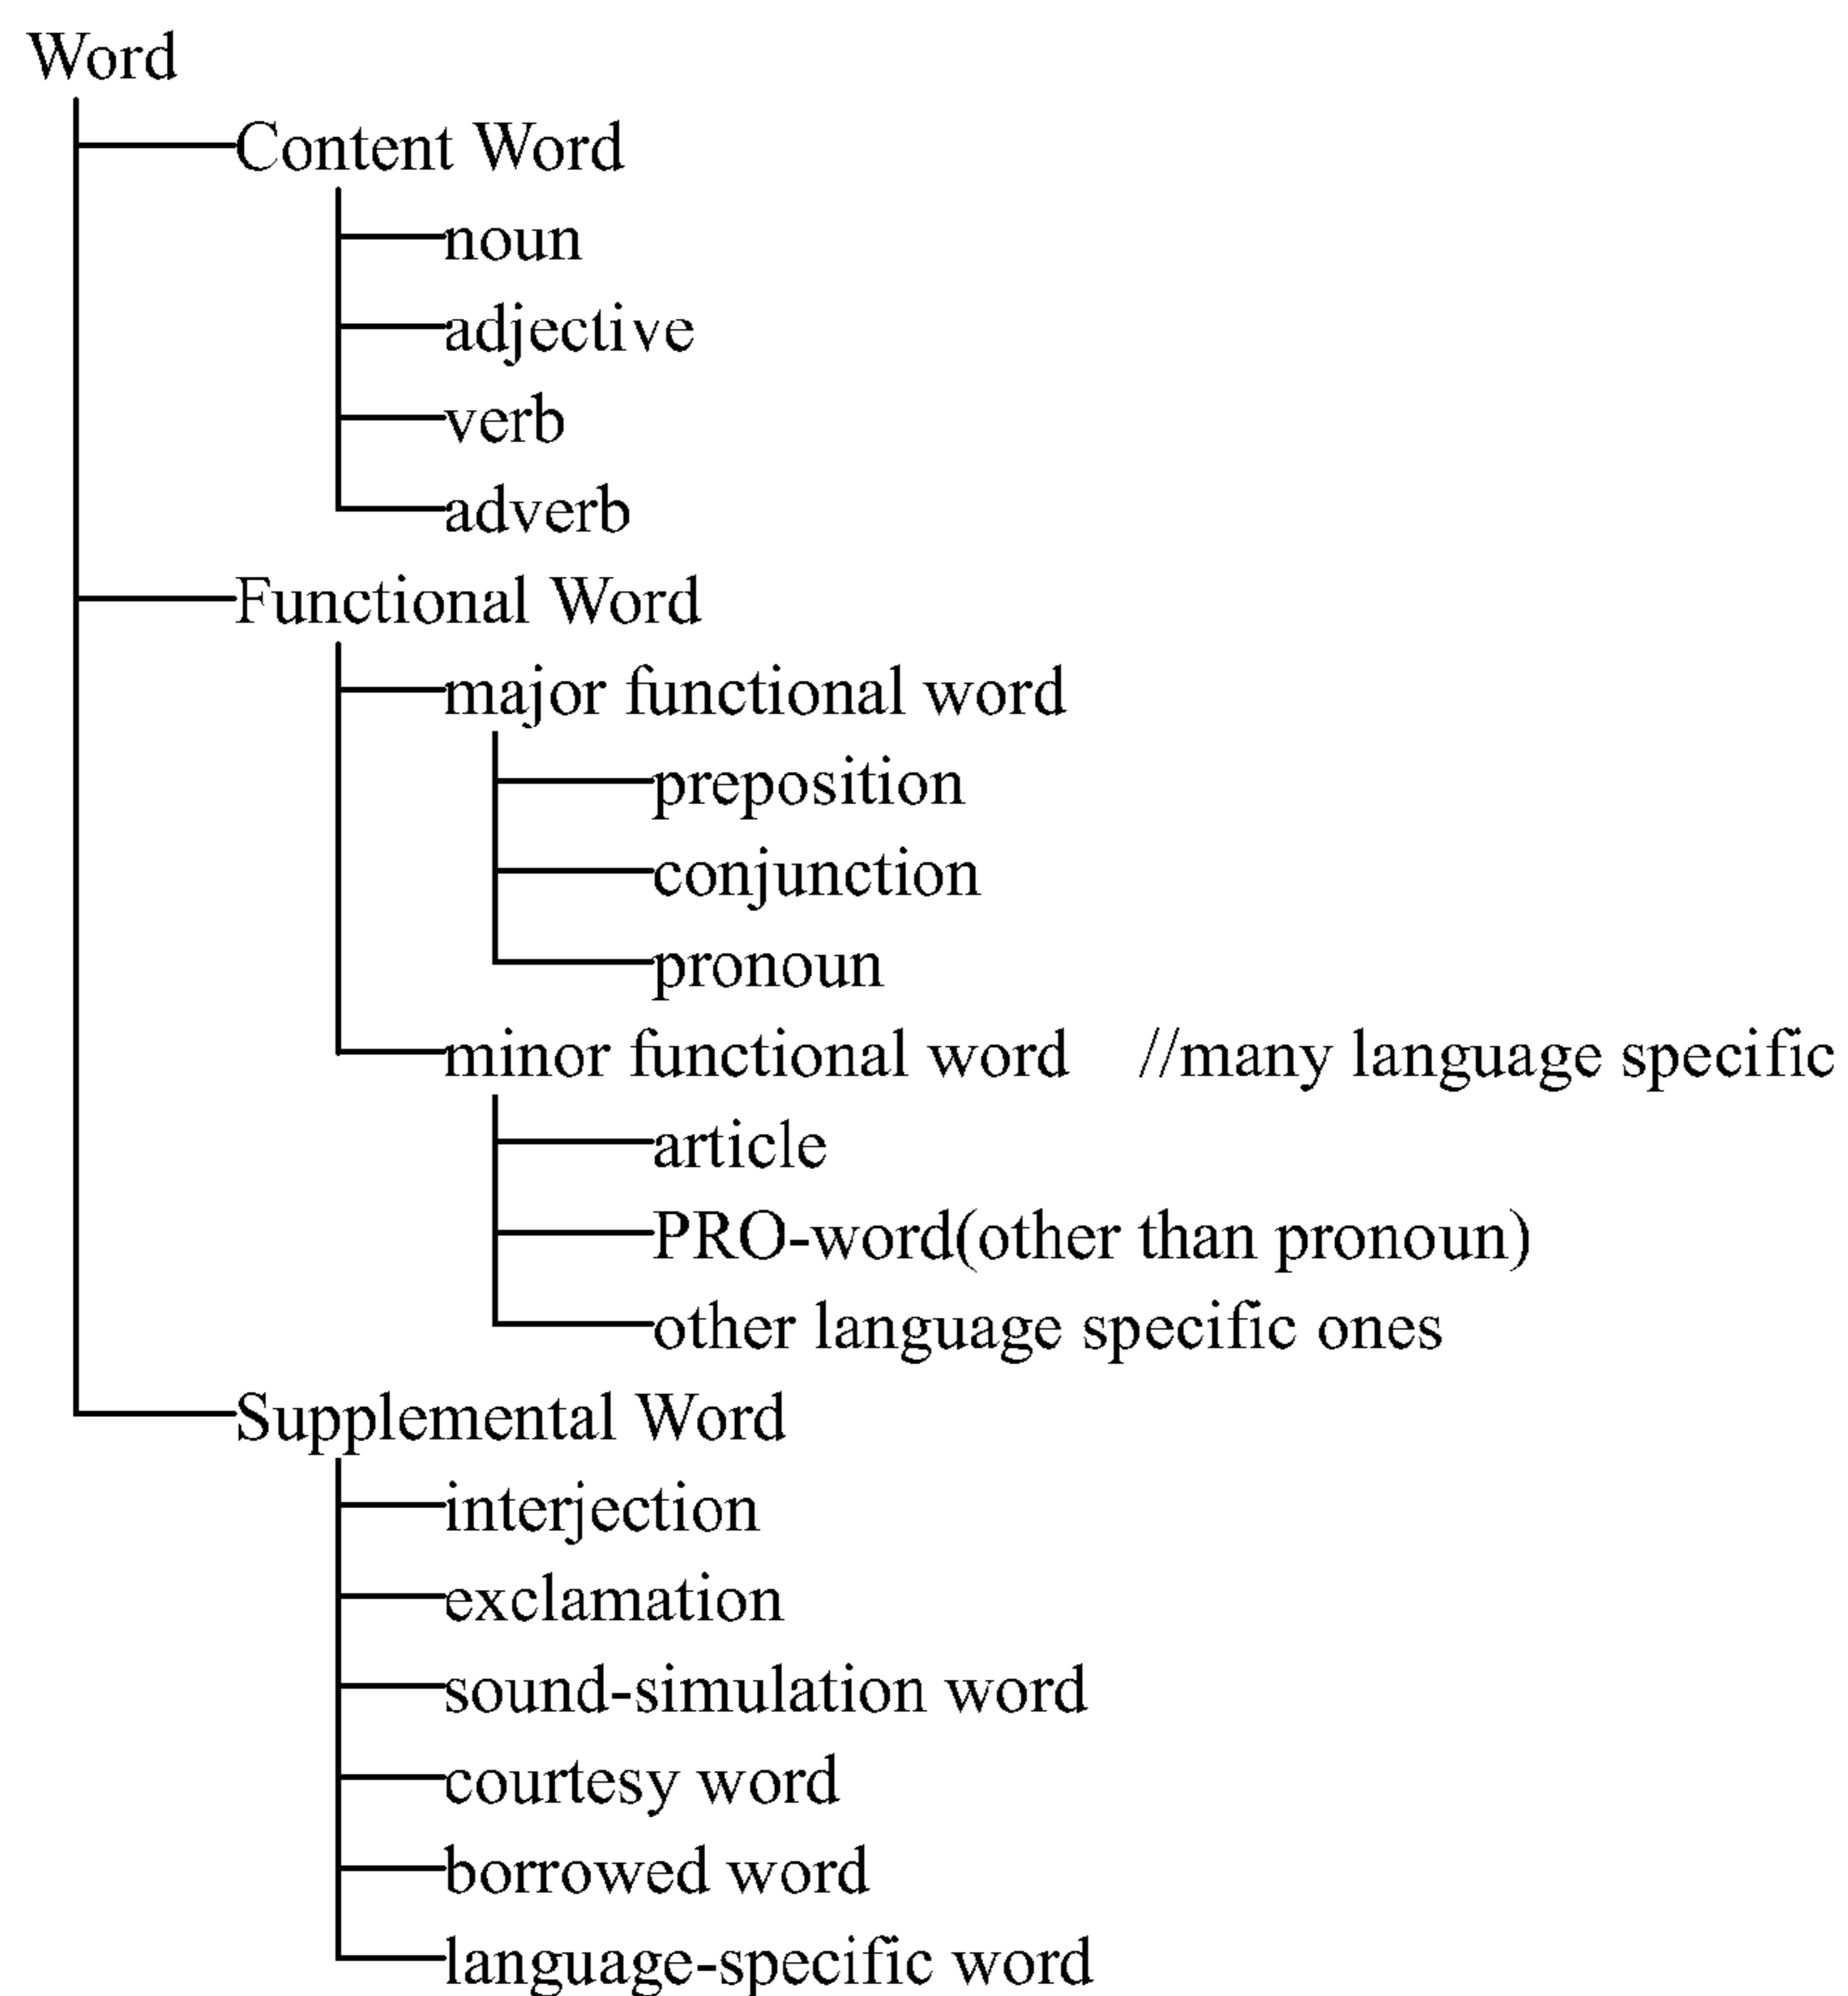 Word
Content Word
noun
adjective
verb
adverb
Functional Word
major functional word
preposition
conjunction
pronoun
minor functional word //many language specific
article
PRO-word(other than pronoun)
other language specific ones
Supplemental Word
interjection
exclamation
sound-simulation word
courtesy word
borrowed word
language-specific word